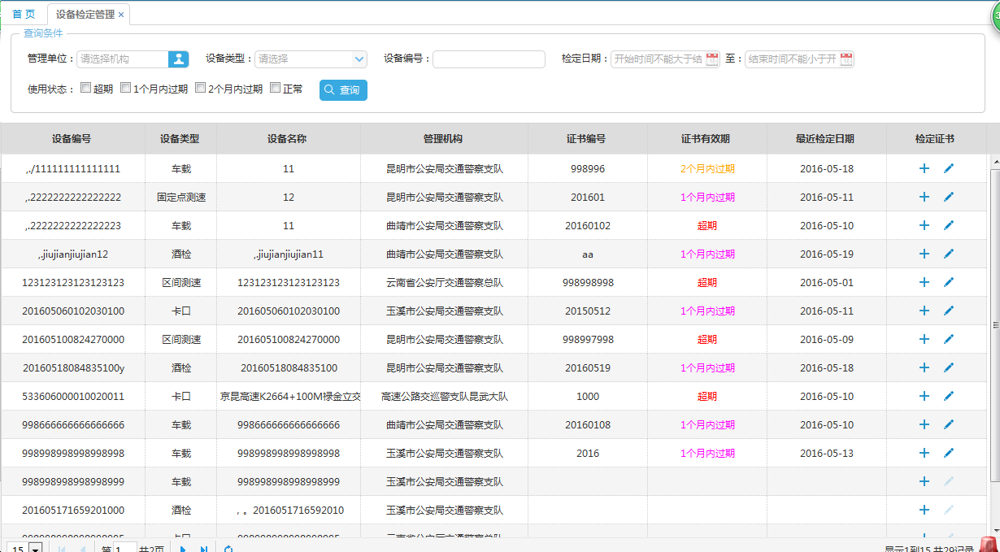 首 页 设备检定管理 ×
查询条件
管理单位： 请选择机构 设备类型： 请选择 设备编号： 检定日期： 开始时间不能大于结 至： 结束时间不能小于开
使用状态： 超期 1个月内过期 2个月内过期 正常 查询
设备编号 设备类型 设备名称 管理机构 证书编号 证书有效期 最近检定日期 检定证书
,./111111111111111 车载 11 昆明市公安局交通警察支队 998996 2个月内过期 2016-05-18
,.2222222222222222 固定点测速 12 昆明市公安局交通警察支队 201601 1个月内过期 2016-05-11
,.2222222222222223 车载 11 曲靖市公安局交通警察支队 20160102 超期 2016-05-10
,.jiujianjiujian12 酒检 ,.jiujianjiujian11 曲靖市公安局交通警察支队 aa 1个月内过期 2016-05-19
123123123123123123 区间测速 123123123123123123 云南省公安厅交通警察总队 998998998 超期 2016-05-01
201605060102030100 卡口 201605060102030100 玉溪市公安局交通警察支队 20150512 1个月内过期 2016-05-11
201605100824270000 区间测速 201605100824270000 昆明市公安局交通警察支队 998997998 超期 2016-05-09
20160518084835100y 酒检 20160518084835100 昆明市公安局交通警察支队 20160519 1个月内过期 2016-05-18
533606000010020011 卡口 京昆高速K2664+100M禄金立交 高速公路交巡警支队昆武大队 1000 超期 2016-05-10
998666666666666666 车载 998666666666666666 曲靖市公安局交通警察支队 20160108 1个月内过期 2016-05-10
998998998998998998 车载 998998998998998998 玉溪市公安局交通警察支队 2016 1个月内过期 2016-05-13
998998998998998999 车载 998998998998998999 玉溪市公安局交通警察支队
201605171659201000 酒检 ，。2016051716592010 玉溪市公安局交通警察支队
998998998998998995 卡口 998998998998998995 云南省公安厅交通警察总队
15 第 1 共2页 显示1到15,共29记录